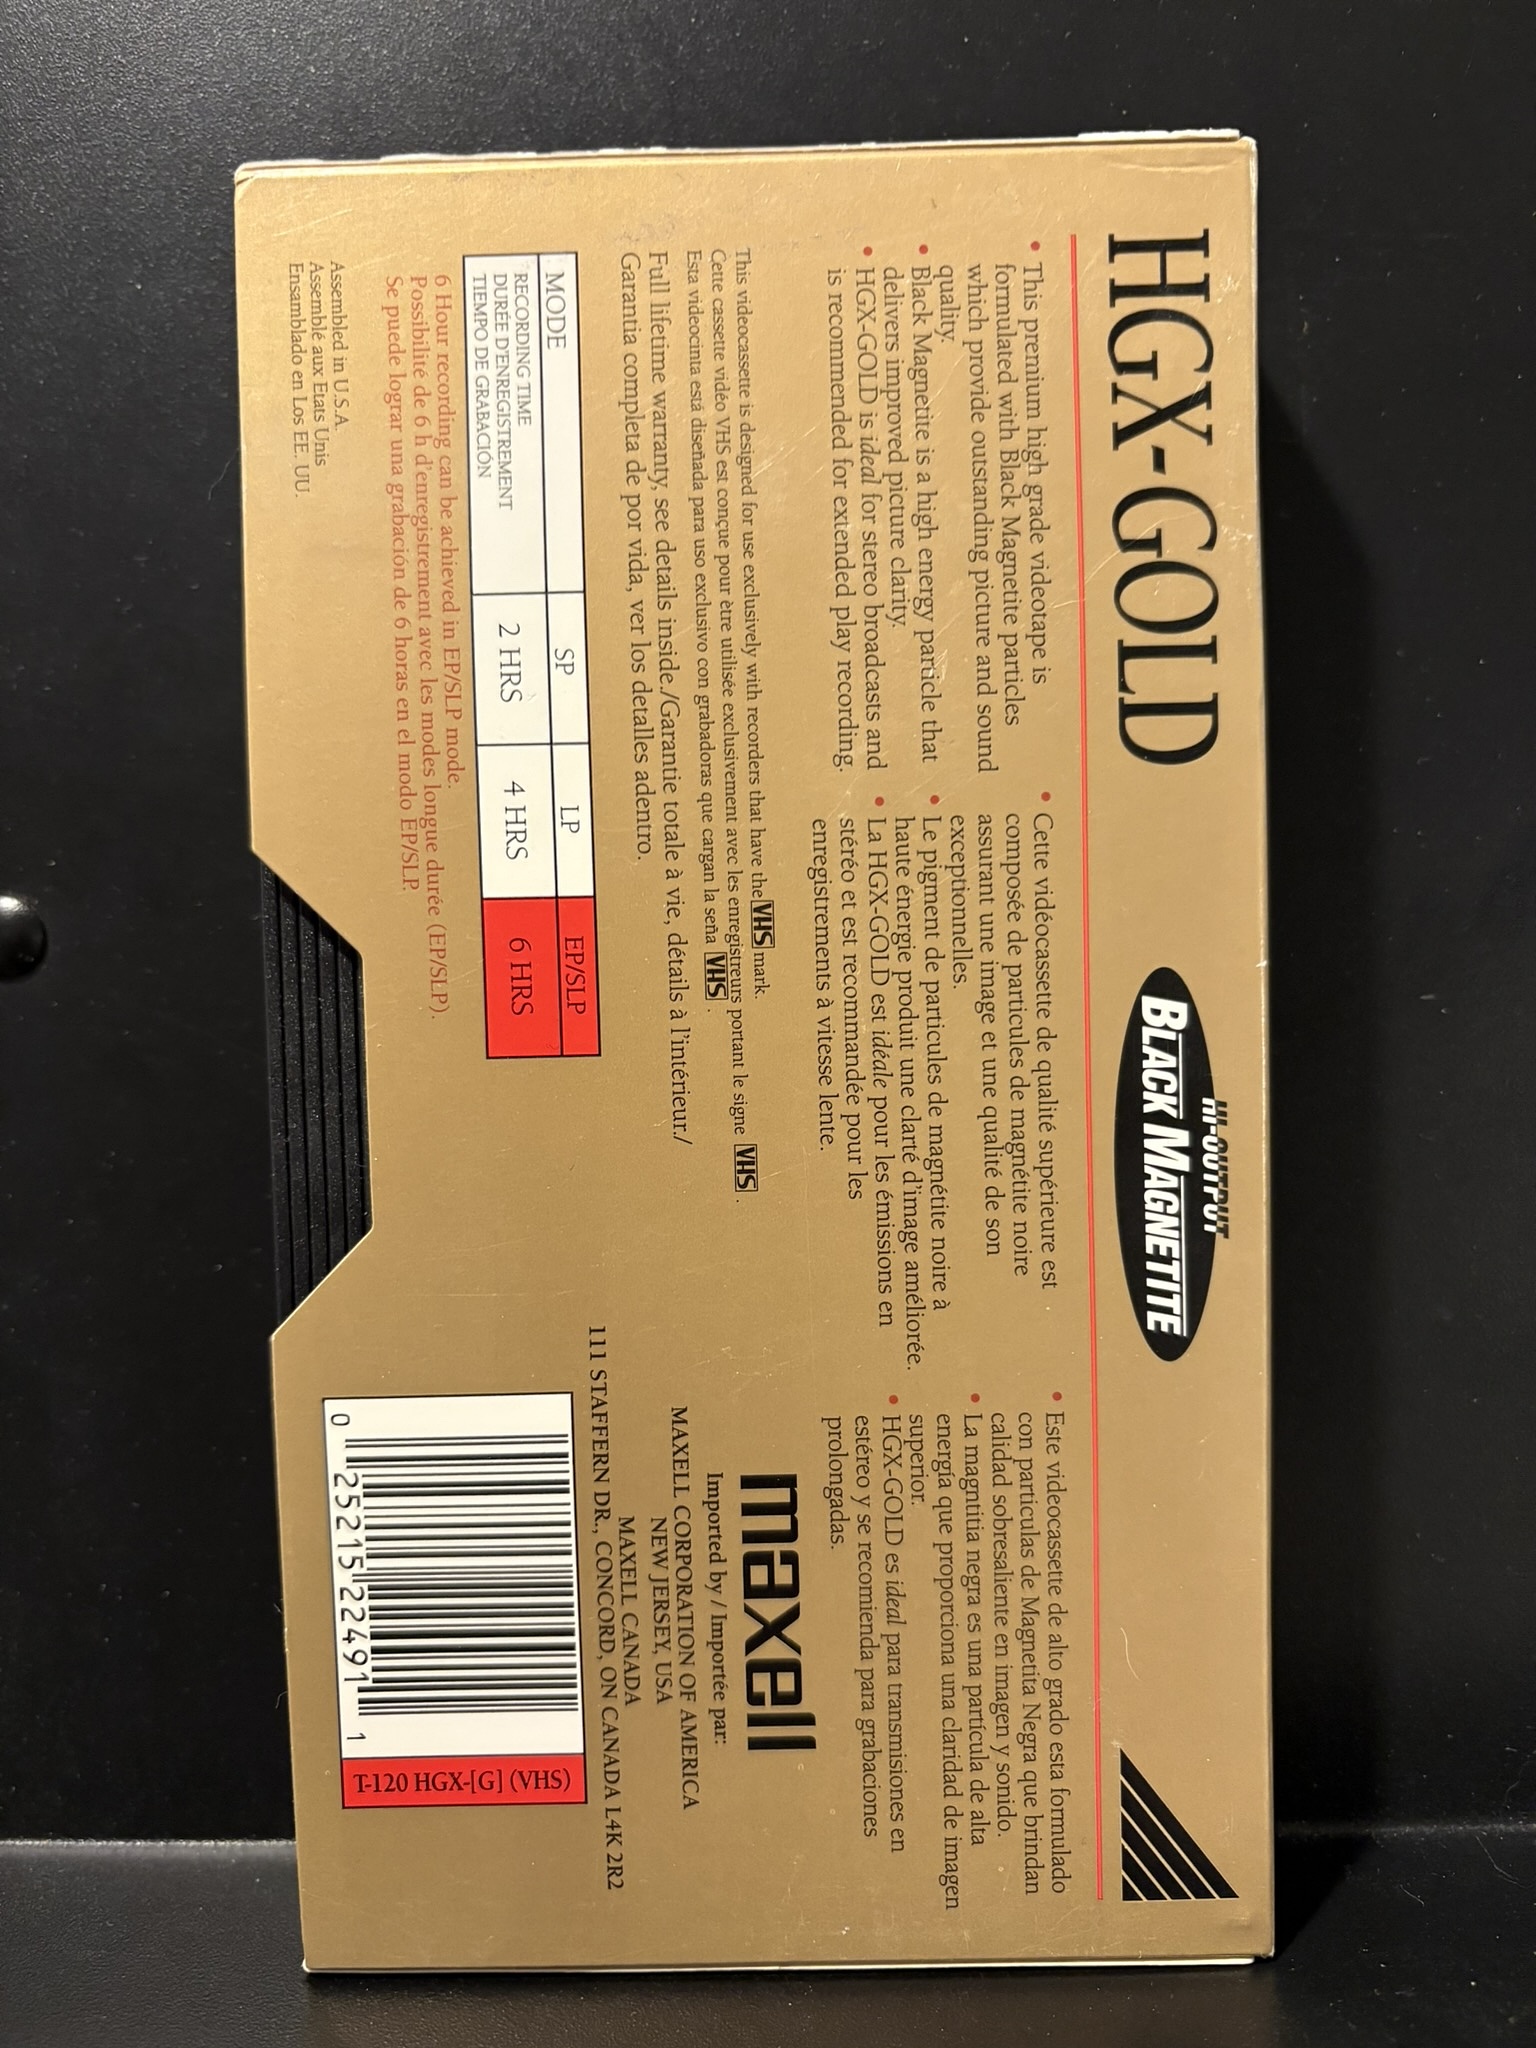 HGX-GOLD
HI-OUTPUT
BLACK MAGNETITE
• This premium high grade videotape is
formulated with Black Magnetite particles
which provide outstanding picture and sound
quality.
• Black Magnetite is a high energy particle that
delivers improved picture clarity.
• HGX-GOLD is ideal for stereo broadcasts and
is recommended for extended play recording.
• Cette vidéocassette de qualité supérieure est
composée de particules de magnétite noire
assurant une image et une qualité de son
exceptionnelles.
• Le pigment de particules de magnétite noire à
haute énergie produit une clarté d'image améliorée.
• La HGX-GOLD est idéale pour les émissions en
stéréo et est recommandée pour les
enregistrements à vitesse lente.
• Este videocassette de alto grado esta formulado
con particulas de Magnetita Negra que brindan
calidad sobresaliente en imagen y sonido.
• La magntitia negra es una partícula de alta
energía que proporciona una claridad de imagen
superior.
• HGX-GOLD es ideal para transmisiones en
estéreo y se recomienda para grabaciones
prolongadas.
This videocassette is designed for use exclusively with recorders that have the VHS mark.
Cette cassette vidéo VHS est conçue pour être utilisée exclusivement avec les enregistreurs portant le signe VHS.
Esta videocinta está diseñada para uso exclusivo con grabadoras que cargan la seña VHS.
Full lifetime warranty, see details inside./Garantie totale à vie, détails à l'intérieur./
Garantia completa de por vida, ver los detalles adentro.
MODE SP LP EP/SLP
RECORDING TIME
DURÉE D'ENREGISTREMENT 2 HRS 4 HRS 6 HRS
TIEMPO DE GRABACIÓN
6 Hour recording can be achieved in EP/SLP mode.
Possibilité de 6 h d'enregistrement avec les modes longue durée (EP/SLP).
Se puede lograr una grabación de 6 horas en el modo EP/SLP.
Assembled in U.S.A.
Assemblé aux Etats Unis
Ensamblado en Los EE. UU.
maxell
Imported by / Importée par:
MAXELL CORPORATION OF AMERICA
NEW JERSEY, USA
MAXELL CANADA
111 STAFFERN DR., CONCORD, ON CANADA L4K 2R2
0 25215 22491 1
T-120 HGX-[G] (VHS)